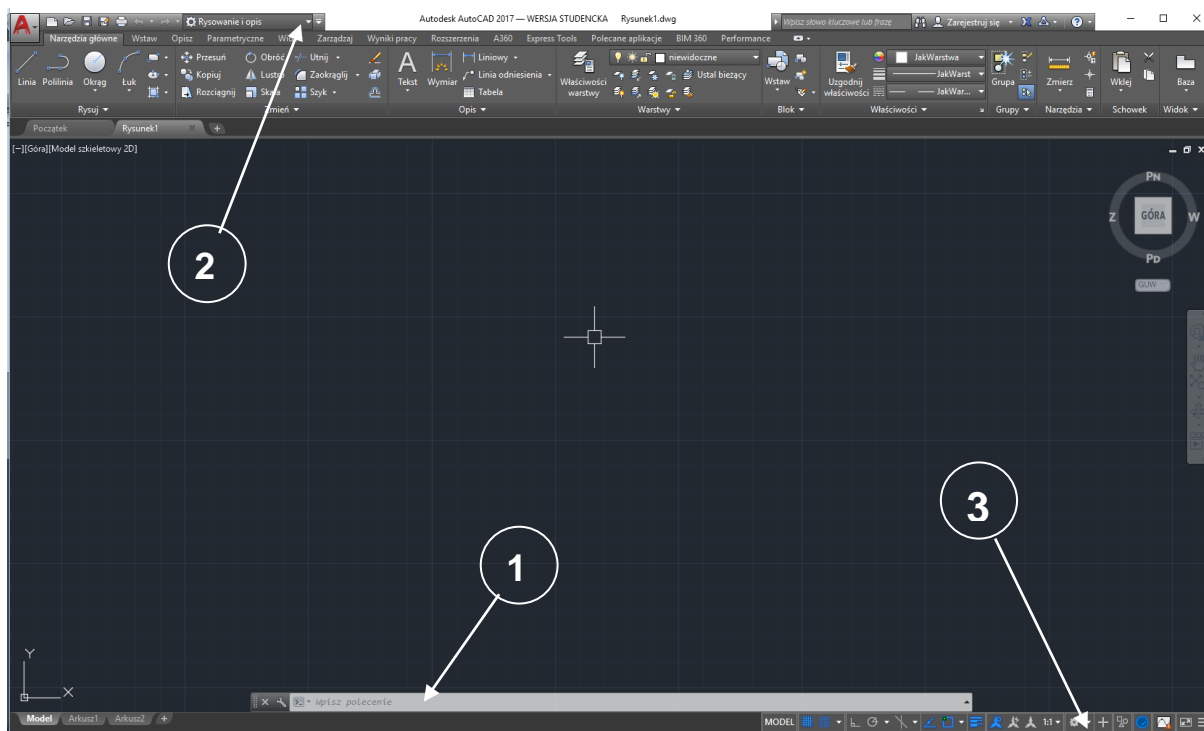 A Rysowanie i opis Autodesk AutoCAD 2017 — WERSJA STUDENCKA Rysunek1.dwg Wpisz słowo kluczowe lub frazę Zarejestruj się
Narzędzia główne Wstaw Opisz Parametryczne Zarządzaj Wyniki pracy Rozszerzenia A360 Express Tools Polecane aplikacje BIM 360 Performance
Przesuń Obróć Utnij Liniowy niewidoczne JakWarstwa
Kopiuj Lustro Zaokrąglij Linia odniesienia Ustal bieżący JakWarst
Linia Polilinia Okrąg Łuk Tekst Wymiar Właściwości warstwy Wstaw Uzgodnij właściwości Grupa Zmierz Wklej Baza
Rozciągnij Skala Szyk Tabela JakWar...
Rysuj Zmień Opis Warstwy Blok Właściwości Grupy Narzędzia Schowek Widok
Początek Rysunek1
[−][Góra][Model szkieletowy 2D]
PN
Z GÓRA W
PD
GUW
2
3
1
Y
X
Wpisz polecenie
Model Arkusz1 Arkusz2 + MODEL 1:1